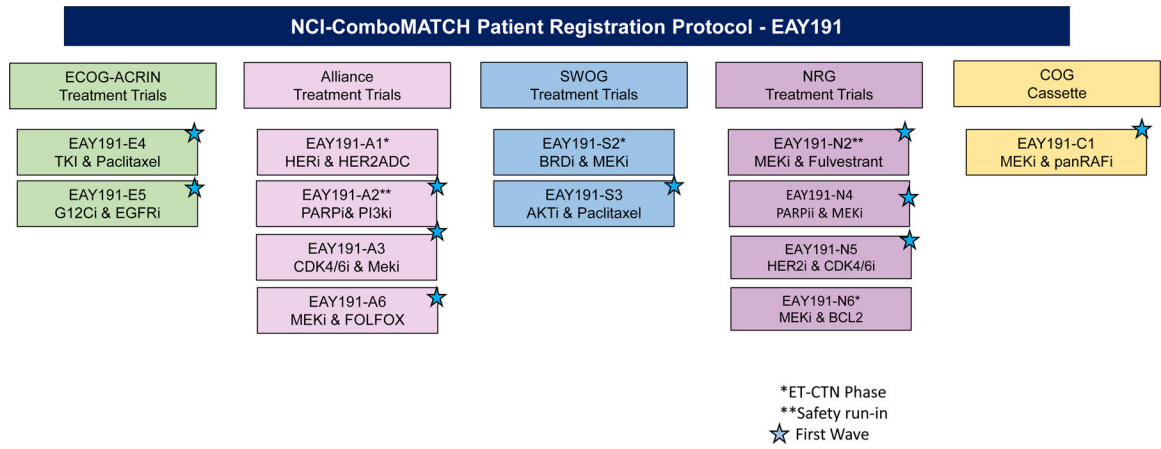 NCI-ComboMATCH Patient Registration Protocol - EAY191
ECOG-ACRIN
Treatment Trials
EAY191-E4
TKI & Paclitaxel
EAY191-E5
G12Ci & EGFRi
Alliance
Treatment Trials
EAY191-A1*
HERi & HER2ADC
EAY191-A2**
PARPi& PI3ki
EAY191-A3
CDK4/6i & Meki
EAY191-A6
MEKi & FOLFOX
SWOG
Treatment Trials
EAY191-S2*
BRDi & MEKi
EAY191-S3
AKTi & Paclitaxel
NRG
Treatment Trials
EAY191-N2**
MEKi & Fulvestrant
EAY191-N4
PARPii & MEKi
EAY191-N5
HER2i & CDK4/6i
EAY191-N6*
MEKi & BCL2
COG
Cassette
EAY191-C1
MEKi & panRAFi
*ET-CTN Phase
**Safety run-in
First Wave